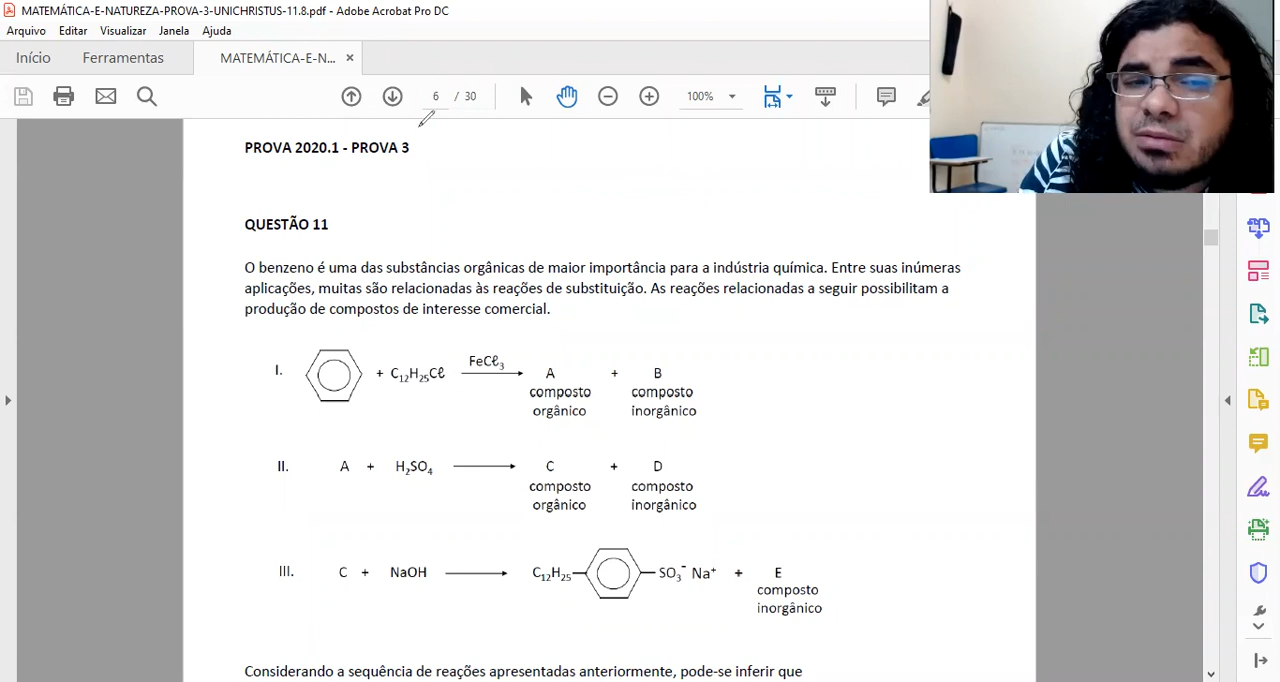 MATEMÁTICA-E-NATUREZA-PROVA-3-UNICHRISTUS-11.8.pdf - Adobe Acrobat Pro DC
Arquivo Editar Visualizar Janela Ajuda
Início Ferramentas MATEMÁTICA-E-N... ×
6 / 30 100%
PROVA 2020.1 - PROVA 3
QUESTÃO 11
O benzeno é uma das substâncias orgânicas de maior importância para a indústria química. Entre suas inúmeras
aplicações, muitas são relacionadas às reações de substituição. As reações relacionadas a seguir possibilitam a
produção de compostos de interesse comercial.
I. + C₁₂H₂₅Cℓ FeCℓ₃ A + B
composto composto
orgânico inorgânico
II. A + H₂SO₄ C + D
composto composto
orgânico inorgânico
III. C + NaOH C₁₂H₂₅ SO₃⁻ Na⁺ + E
composto
inorgânico
Considerando a sequência de reações apresentadas anteriormente, pode-se inferir que